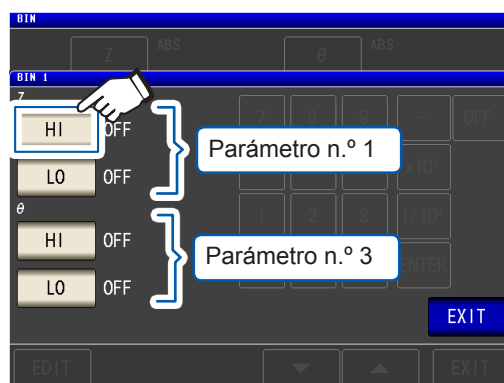 BIN
Z ABS θ ABS
BIN 1
Z
HI OFF
LO OFF
Parámetro n.º 1
θ
HI OFF
LO OFF
Parámetro n.º 3
7 8 9 - OFF
x10³
1 2 3 1/10³
ENTER
EXIT
EDIT ▼ ▲ EXIT